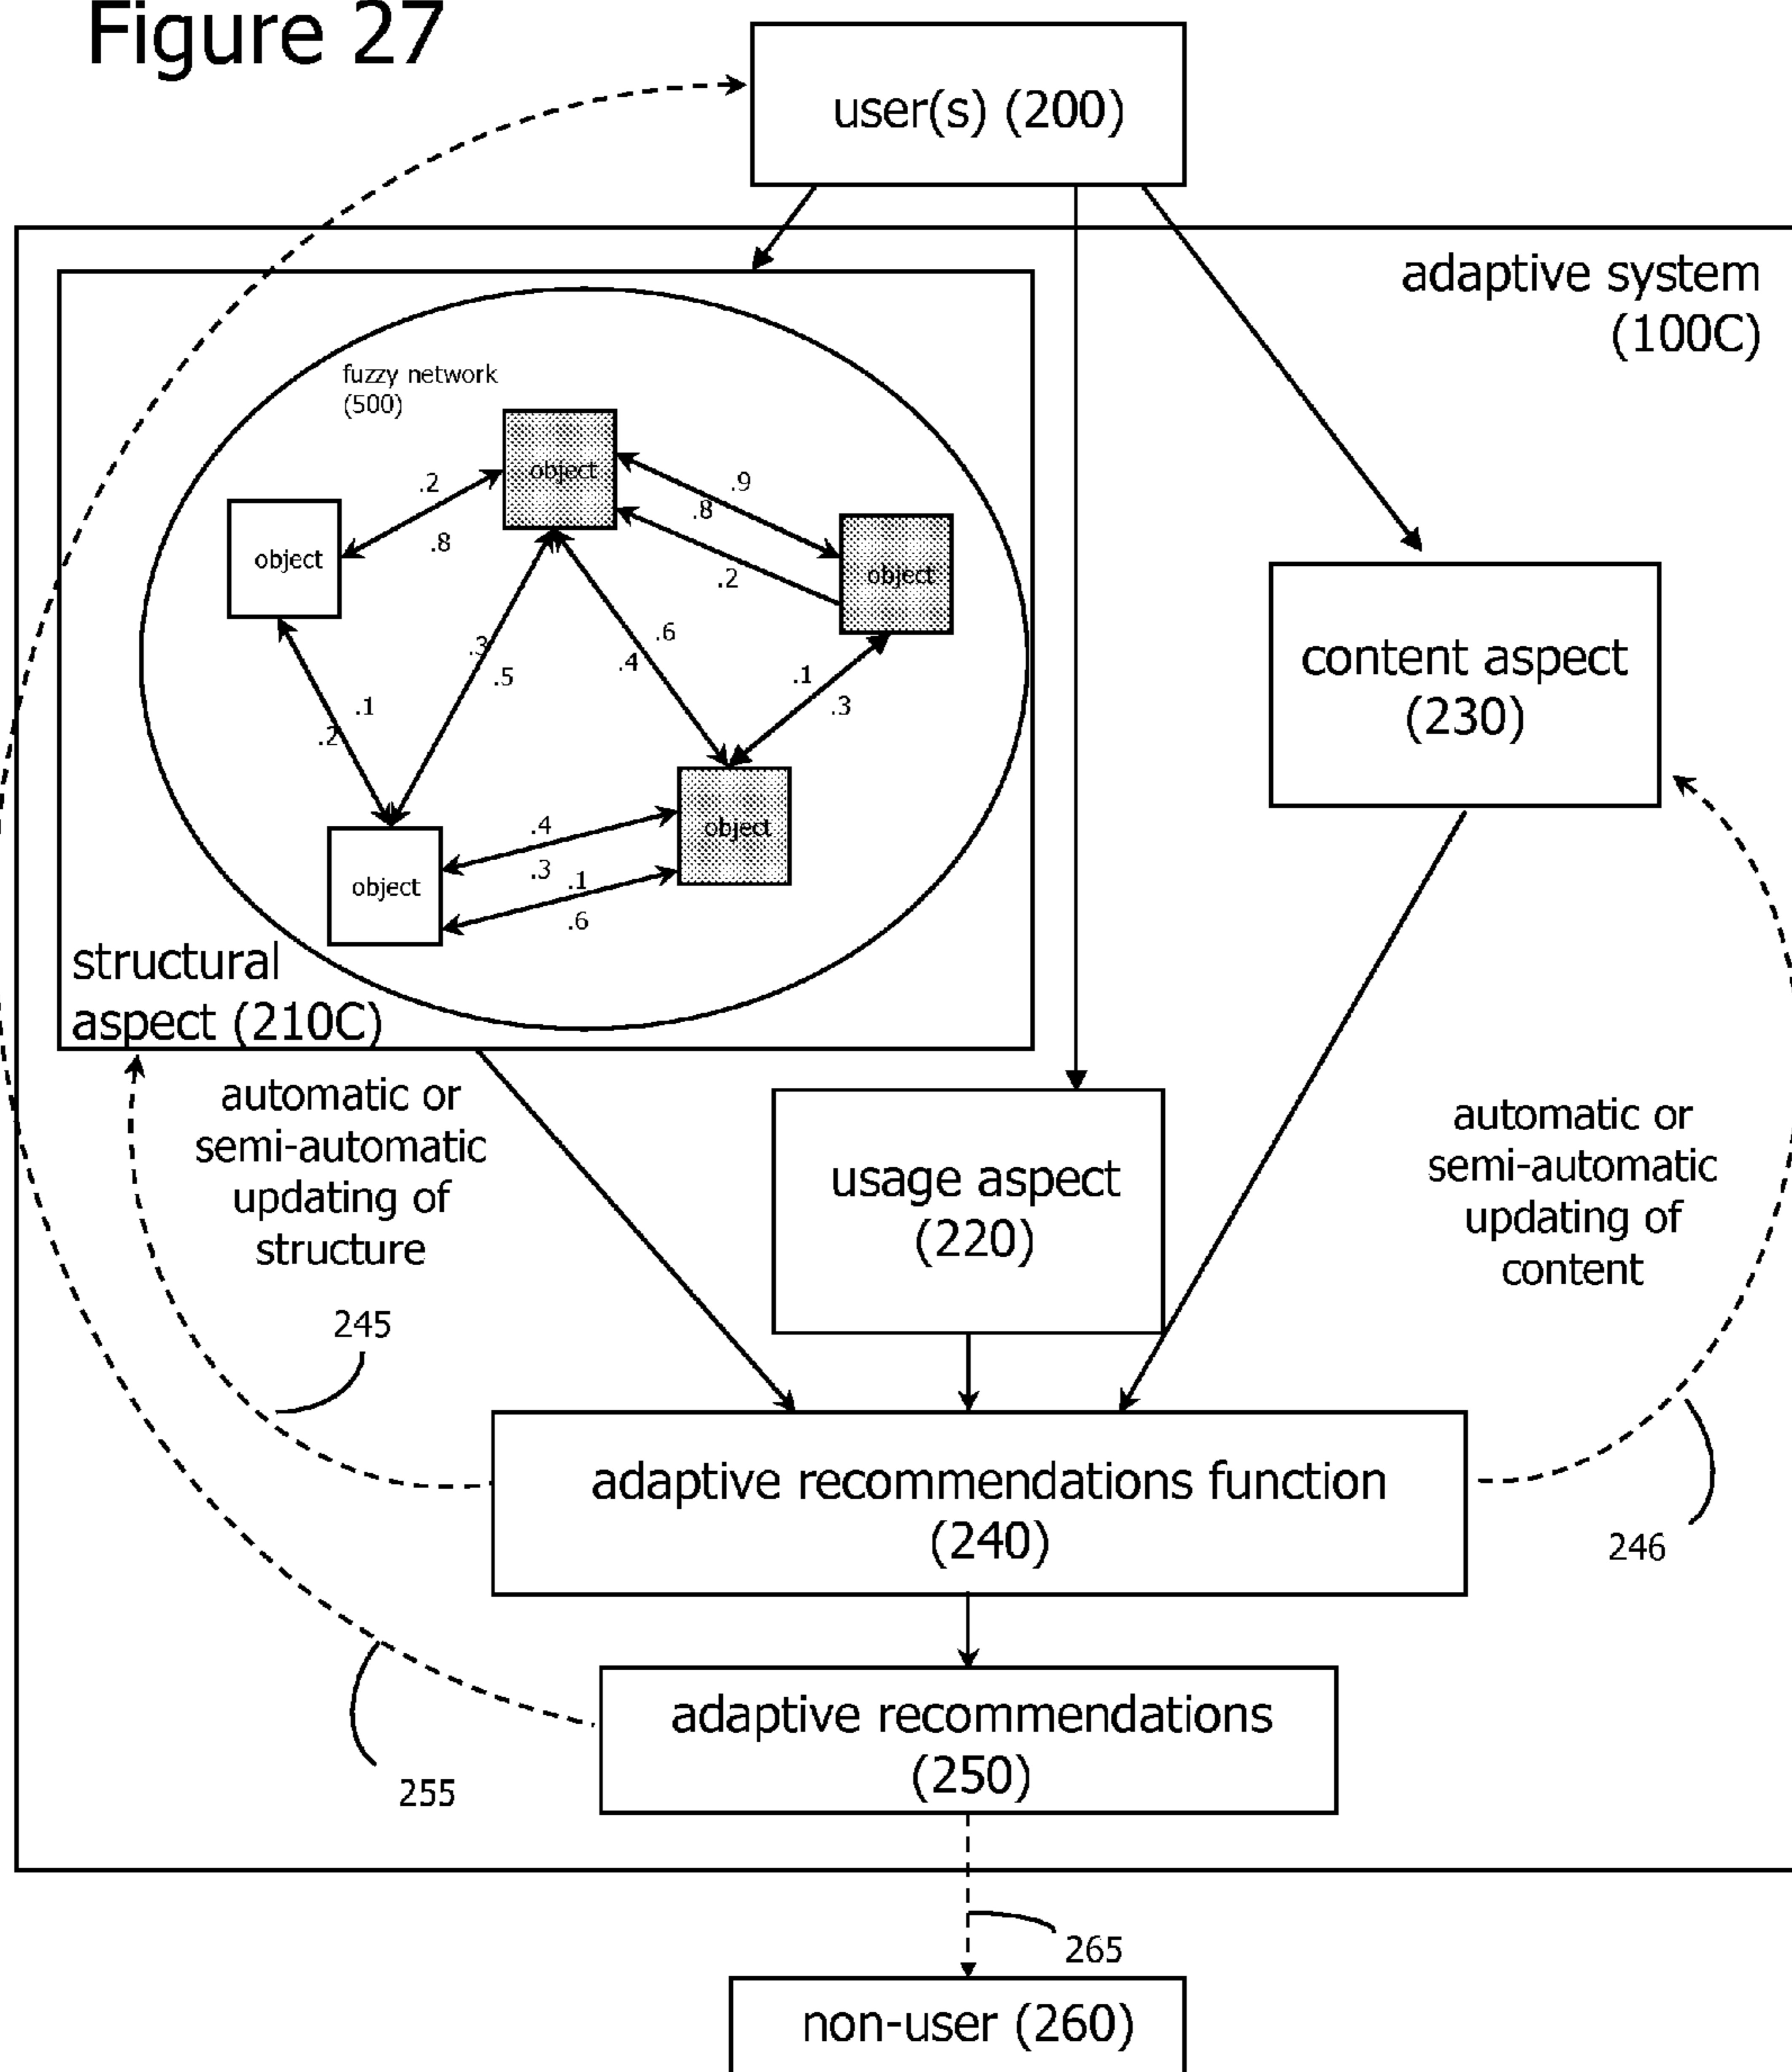 Figure 27
user(s) (200)
adaptive system
(100C)
fuzzy network
(500)
object
.2
.8
object
.9
.8
.2
object
.3
.5
.6
.4
.1
.3
.1
.2
content aspect
(230)
object
.4
.3
.1
.6
object
structural
aspect (210C)
automatic or
semi-automatic
updating of
structure
245
usage aspect
(220)
automatic or
semi-automatic
updating of
content
246
adaptive recommendations function
(240)
adaptive recommendations
(250)
255
265
non-user (260)